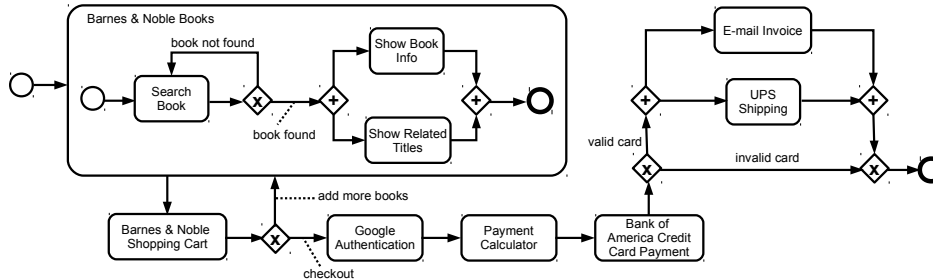 Barnes & Noble Books
book not found
Search
Book
X
book found
+
Show Book
Info
Show Related
Titles
+
E-mail Invoice
+
UPS
Shipping
+
valid card
X
invalid card
X
add more books
Barnes & Noble
Shopping Cart
X
checkout
Google
Authentication
Payment
Calculator
Bank of
America Credit
Card Payment